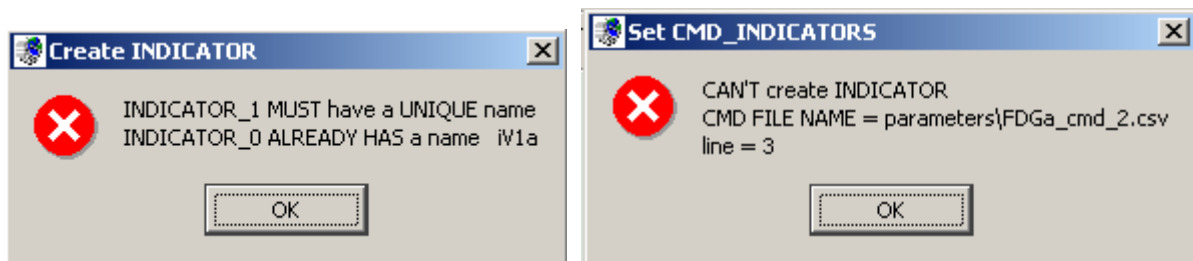 Create INDICATOR
INDICATOR_1 MUST have a UNIQUE name
INDICATOR_0 ALREADY HAS a name iV1a
OK
Set CMD_INDICATORS
CAN'T create INDICATOR
CMD FILE NAME = parameters\FDGa_cmd_2.csv
line = 3
OK